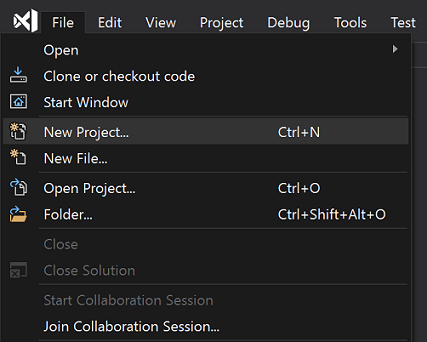 File Edit View Project Debug Tools Test
Open
Clone or checkout code
Start Window
New Project... Ctrl+N
New File...
Open Project... Ctrl+O
Folder... Ctrl+Shift+Alt+O
Close
Close Solution
Start Collaboration Session
Join Collaboration Session...